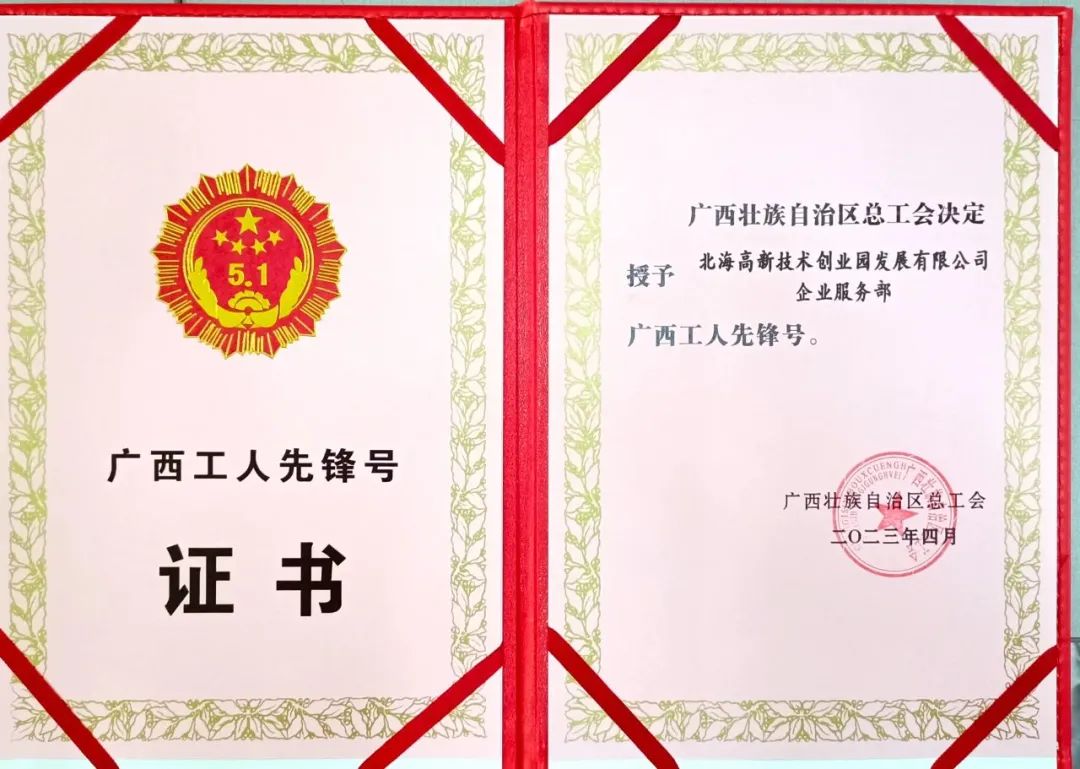 5.1
广西工人先锋号
证书
广西壮族自治区总工会决定
授予 北海高新技术创业园发展有限公司
企业服务部
广西工人先锋号。
广西壮族自治区总工会
二〇二三年四月